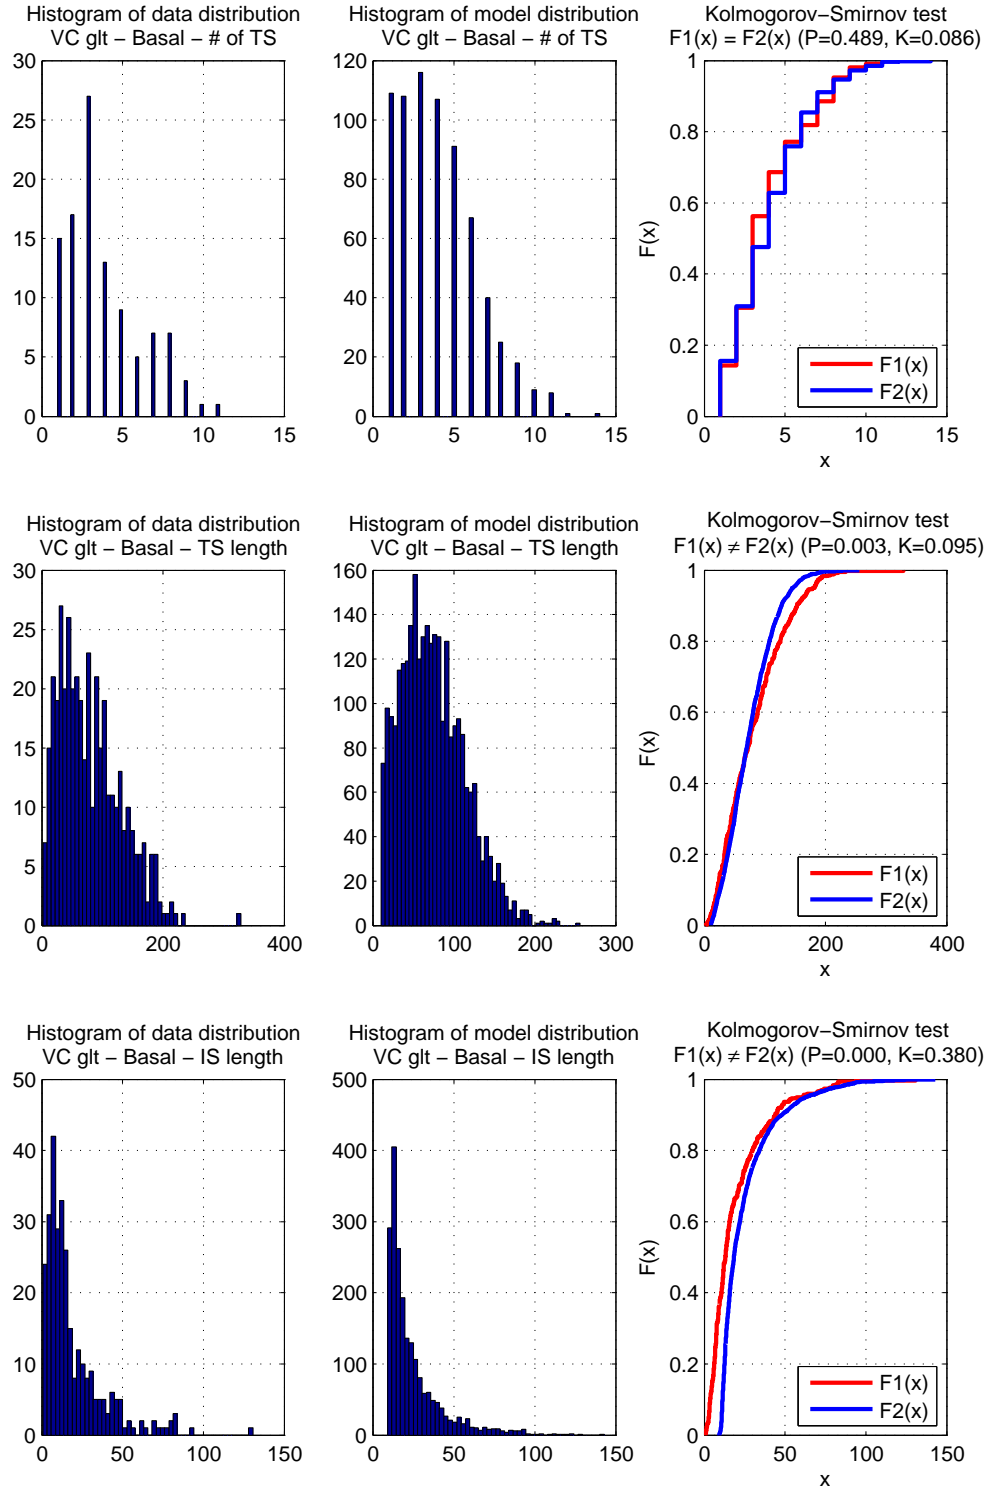 Histogram of data distribution
VC glt − Basal − # of TS
30
25
20
15
10
5
0
0 5 10 15
Histogram of model distribution
VC glt − Basal − # of TS
120
100
80
60
40
20
0
0 5 10 15
Kolmogorov−Smirnov test
F1(x) = F2(x) (P=0.489, K=0.086)
1
0.8
0.6
0.4
0.2
0
F(x)
F1(x)
F2(x)
0 5 10 15
x
Histogram of data distribution
VC glt − Basal − TS length
30
25
20
15
10
5
0
0 200 400
Histogram of model distribution
VC glt − Basal − TS length
160
140
120
100
80
60
40
20
0
0 100 200 300
Kolmogorov−Smirnov test
F1(x) ≠ F2(x) (P=0.003, K=0.095)
1
0.8
0.6
0.4
0.2
0
F(x)
F1(x)
F2(x)
0 200 400
x
Histogram of data distribution
VC glt − Basal − IS length
50
40
30
20
10
0
0 50 100 150
Histogram of model distribution
VC glt − Basal − IS length
500
400
300
200
100
0
0 50 100 150
Kolmogorov−Smirnov test
F1(x) ≠ F2(x) (P=0.000, K=0.380)
1
0.8
0.6
0.4
0.2
0
F(x)
F1(x)
F2(x)
0 50 100 150
x